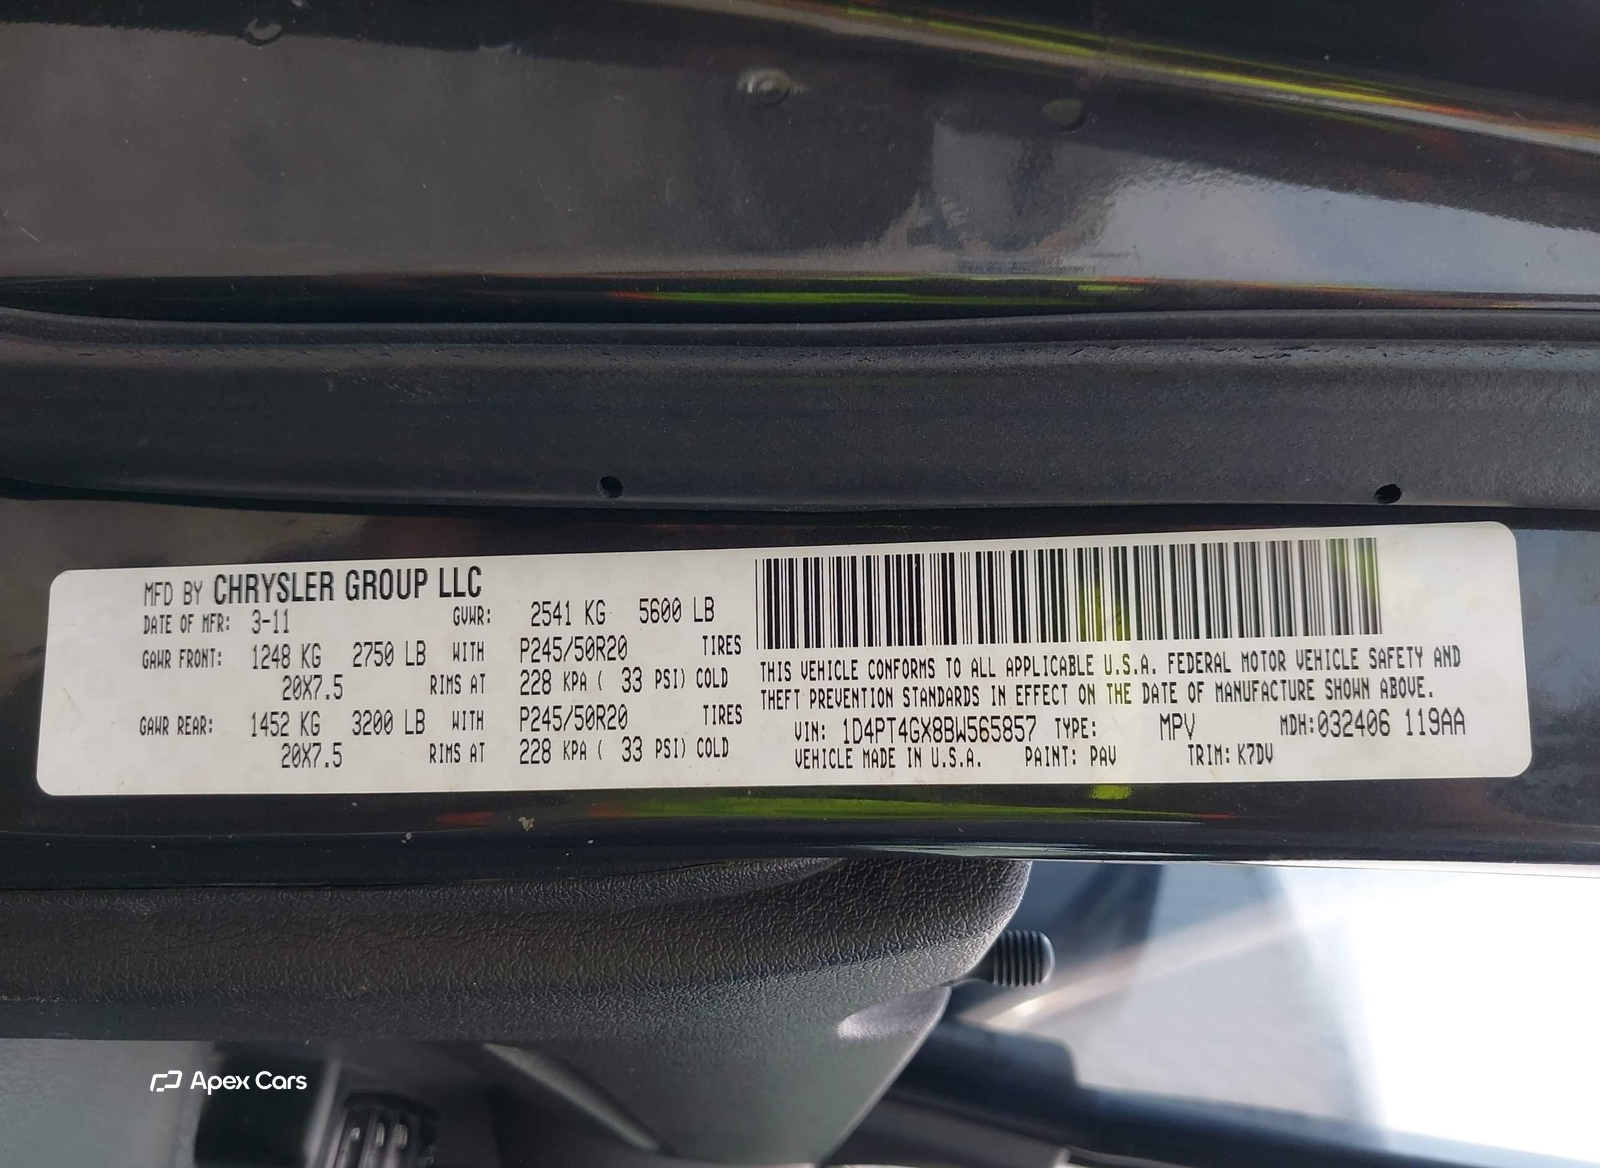 MFD BY CHRYSLER GROUP LLC
DATE OF MFR: 3-11 GVWR: 2541 KG 5600 LB
GAWR FRONT: 1248 KG 2750 LB WITH P245/50R20 TIRES
20X7.5 RIMS AT 228 KPA ( 33 PSI) COLD
GAWR REAR: 1452 KG 3200 LB WITH P245/50R20 TIRES
20X7.5 RIMS AT 228 KPA ( 33 PSI) COLD
THIS VEHICLE CONFORMS TO ALL APPLICABLE U.S.A. FEDERAL MOTOR VEHICLE SAFETY AND
THEFT PREVENTION STANDARDS IN EFFECT ON THE DATE OF MANUFACTURE SHOWN ABOVE.
VIN: 1D4PT4GX8BW565857 TYPE: MPV MDH:032406 119AA
VEHICLE MADE IN U.S.A. PAINT: PAV TRIM: K7DV
Apex Cars